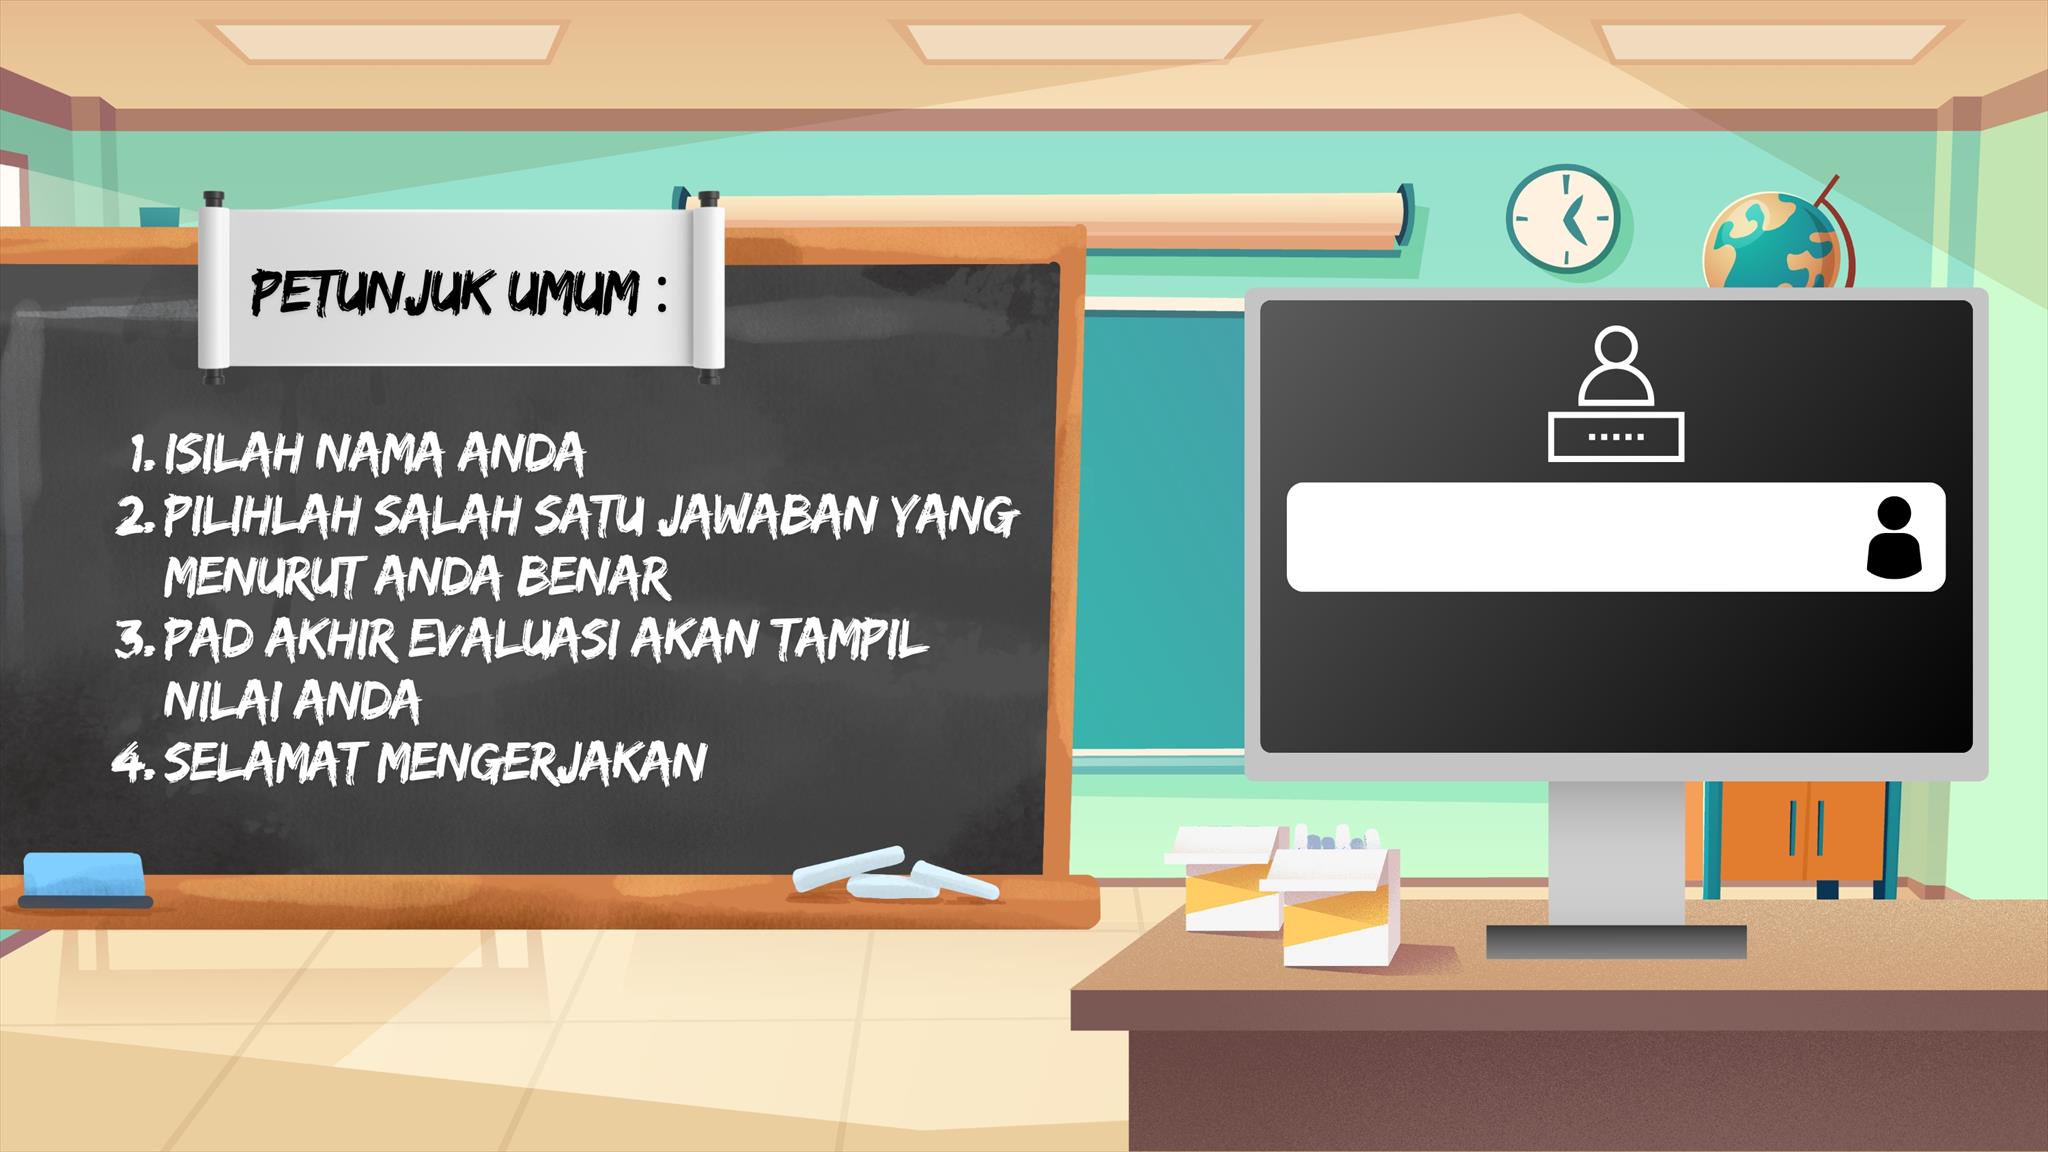 PETUNJUK UMUM :
1. ISILAH NAMA ANDA
2. PILIHLAH SALAH SATU JAWABAN YANG
MENURUT ANDA BENAR
3. PAD AKHIR EVALUASI AKAN TAMPIL
NILAI ANDA
4. SELAMAT MENGERJAKAN